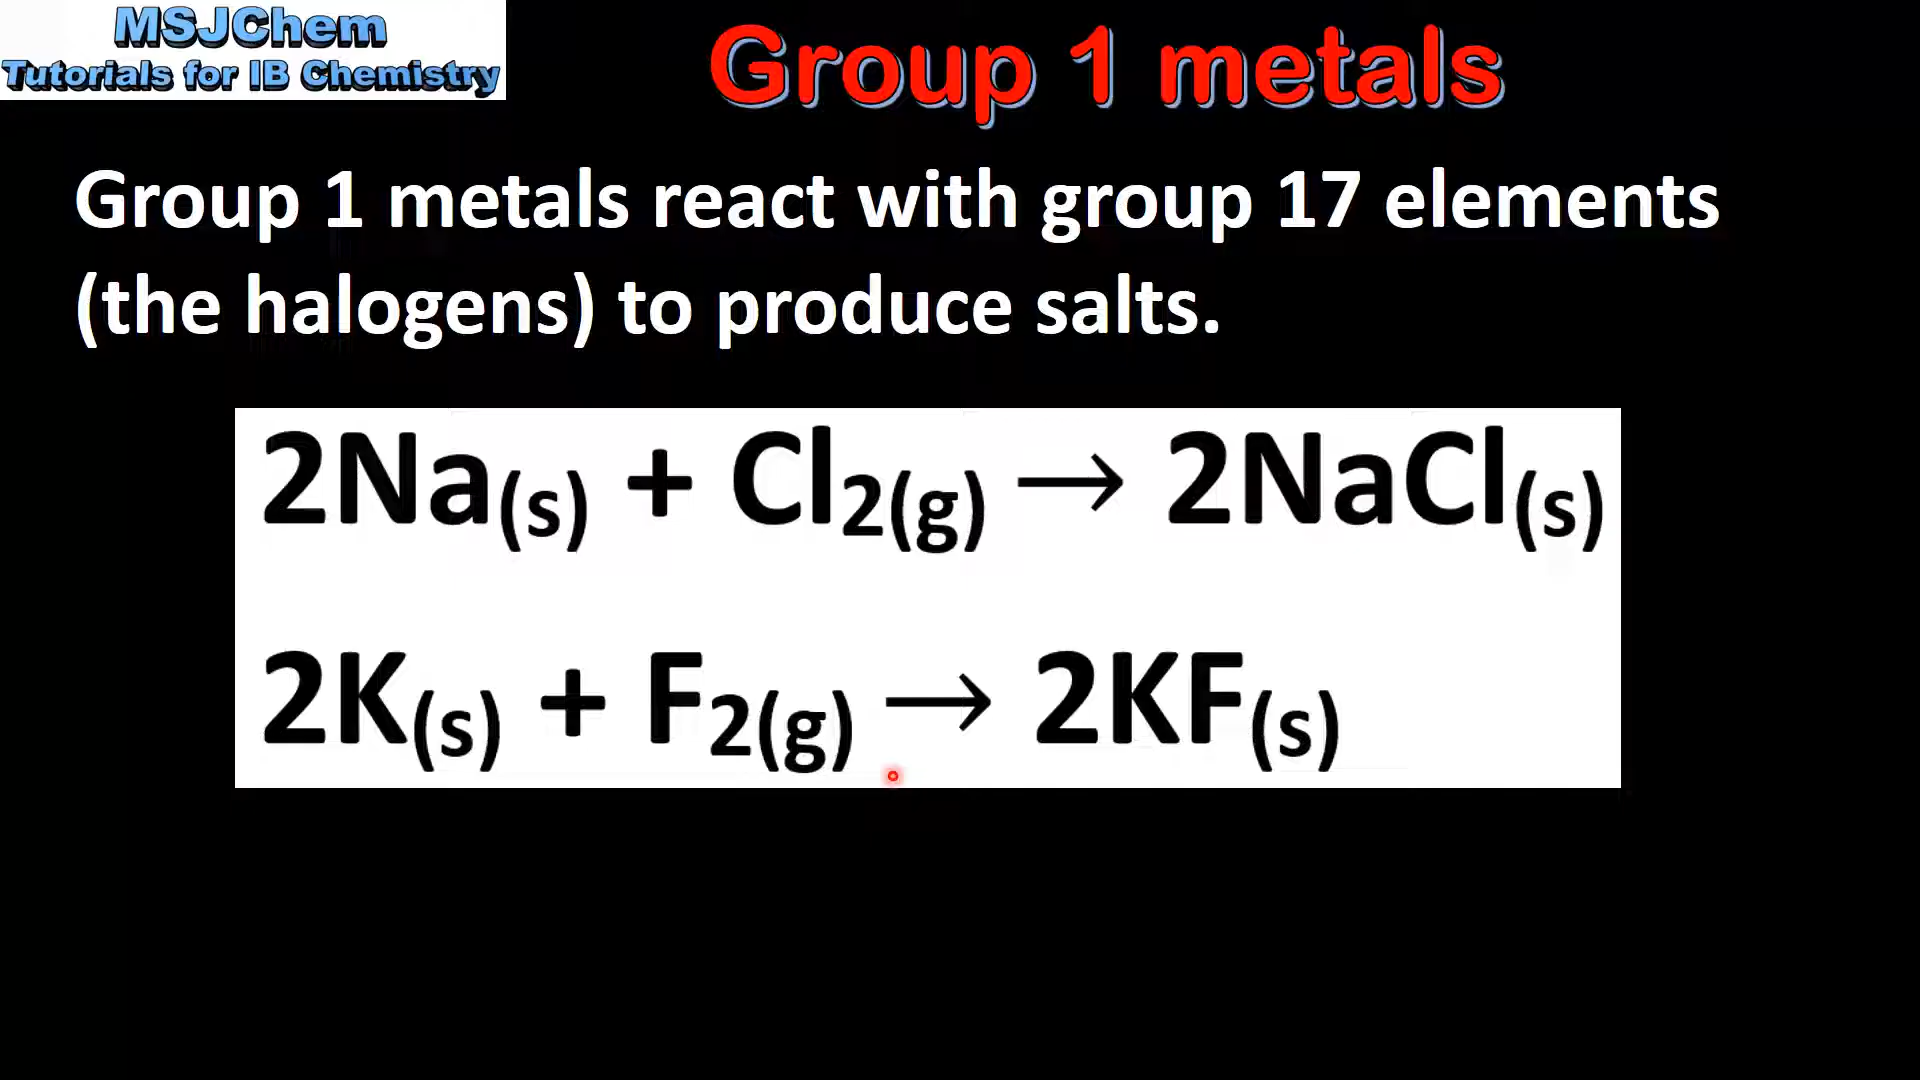 MSJChem
Tutorials for IB Chemistry
Group 1 metals
Group 1 metals react with group 17 elements
(the halogens) to produce salts.
2Na(s) + Cl2(g) → 2NaCl(s)
2K(s) + F2(g) → 2KF(s)